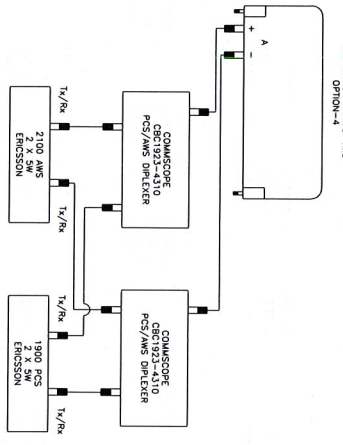 OPTION-4
A
+
-
COMMSCOPE
CBC1923-4310
PCS/AWS DIPLEXER
COMMSCOPE
CBC1923-4310
PCS/AWS DIPLEXER
Tx/Rx
Tx/Rx
Tx/Rx
Tx/Rx
2100 AWS
2 X 5W
ERICSSON
1900 PCS
2 X 5W
ERICSSON